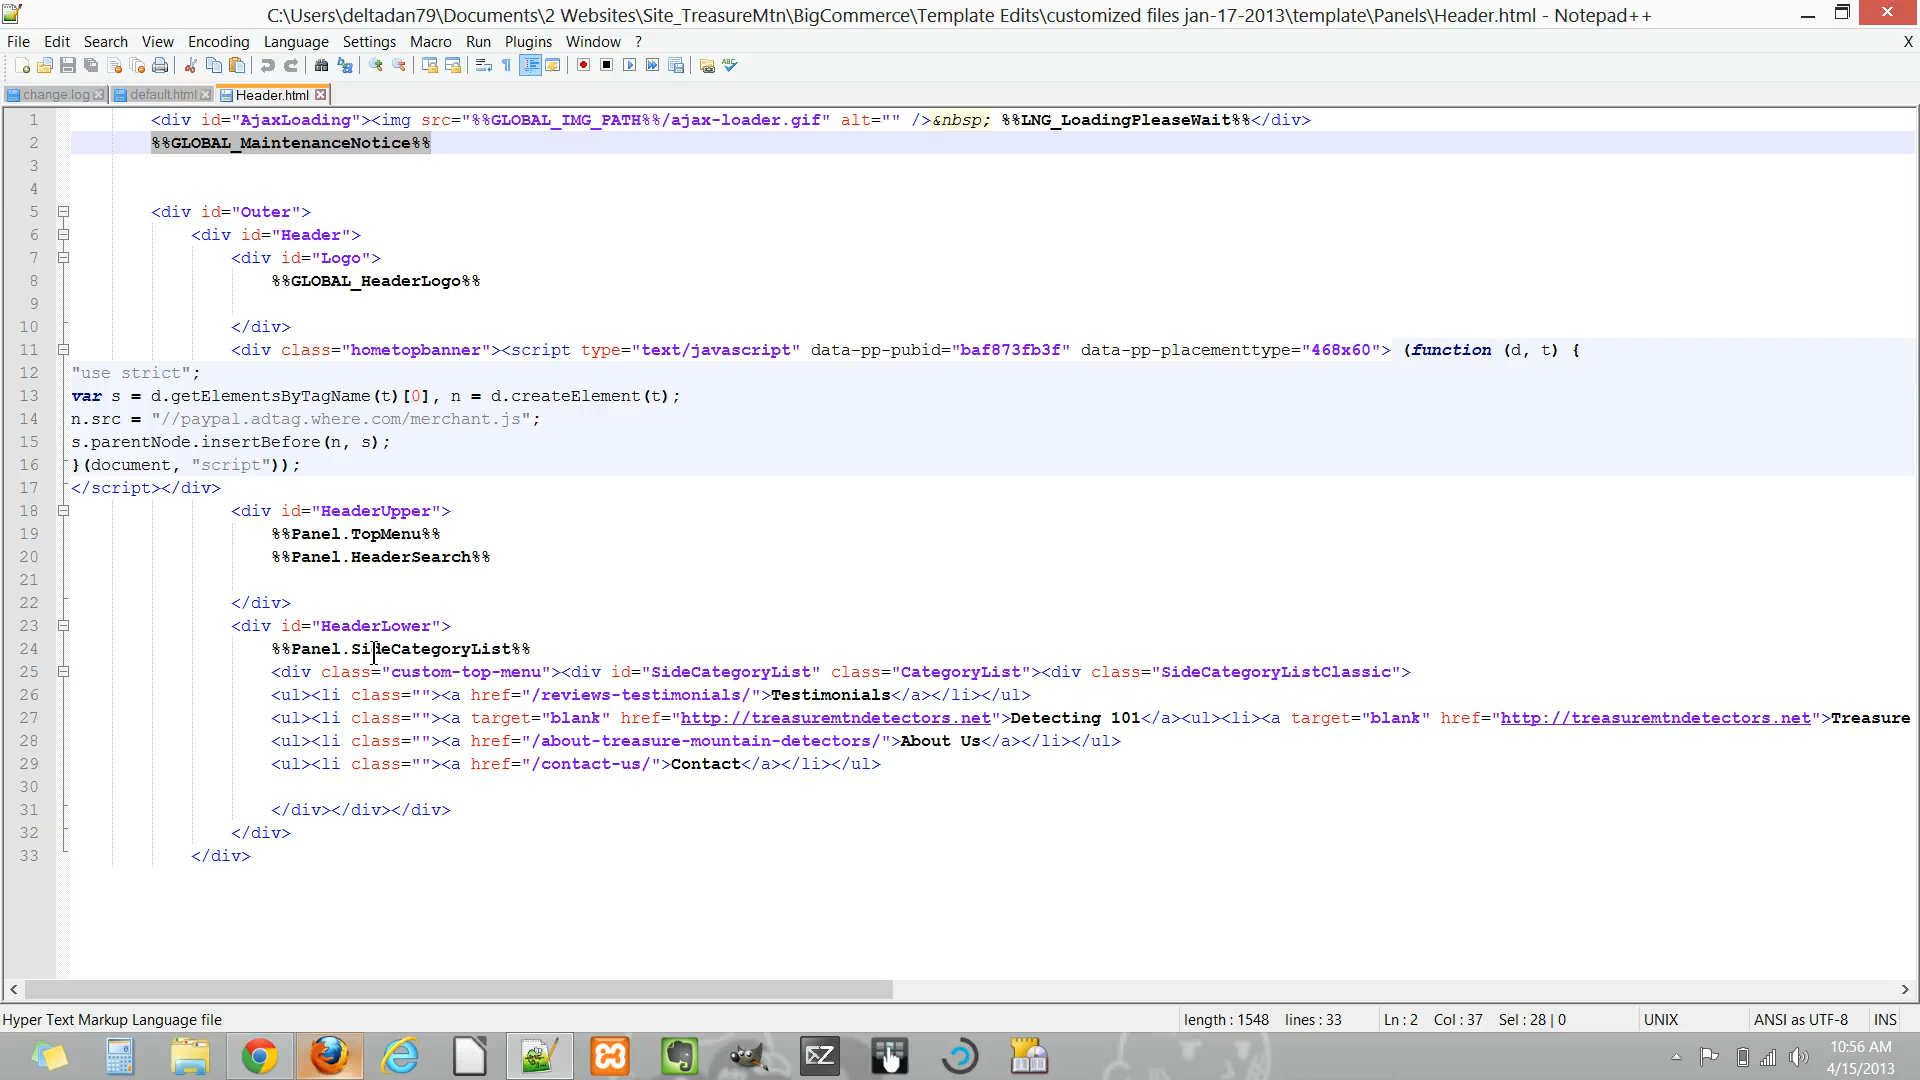 C:\Users\deltadan79\Documents\2 Websites\Site_TreasureMtn\BigCommerce\Template Edits\customized files jan-17-2013\template\Panels\Header.html - Notepad++
File Edit Search View Encoding Language Settings Macro Run Plugins Window ? X
change.log default.html Header.html
1 <div id="AjaxLoading"><img src="%%GLOBAL_IMG_PATH%%/ajax-loader.gif" alt="" />&nbsp; %%LNG_LoadingPleaseWait%%</div>
2 %%GLOBAL_MaintenanceNotice%%
3
4
5 <div id="Outer">
6 <div id="Header">
7 <div id="Logo">
8 %%GLOBAL_HeaderLogo%%
9
10 </div>
11 <div class="hometopbanner"><script type="text/javascript" data-pp-pubid="baf873fb3f" data-pp-placementtype="468x60"> (function (d, t) {
12 "use strict";
13 var s = d.getElementsByTagName(t)[0], n = d.createElement(t);
14 n.src = "//paypal.adtag.where.com/merchant.js";
15 s.parentNode.insertBefore(n, s);
16 }(document, "script"));
17 </script></div>
18 <div id="HeaderUpper">
19 %%Panel.TopMenu%%
20 %%Panel.HeaderSearch%%
21
22 </div>
23 <div id="HeaderLower">
24 %%Panel.SideCategoryList%%
25 <div class="custom-top-menu"><div id="SideCategoryList" class="CategoryList"><div class="SideCategoryListClassic">
26 <ul><li class=""><a href="/reviews-testimonials/">Testimonials</a></li></ul>
27 <ul><li class=""><a target="blank" href="http://treasuremtndetectors.net">Detecting 101</a><ul><li><a target="blank" href="http://treasuremtndetectors.net">Treasure
28 <ul><li class=""><a href="/about-treasure-mountain-detectors/">About Us</a></li></ul>
29 <ul><li class=""><a href="/contact-us/">Contact</a></li></ul>
30
31 </div></div></div>
32 </div>
33 </div>
Hyper Text Markup Language file length : 1548 lines : 33 Ln : 2 Col : 37 Sel : 28 | 0 UNIX ANSI as UTF-8 INS
10:56 AM
4/15/2013